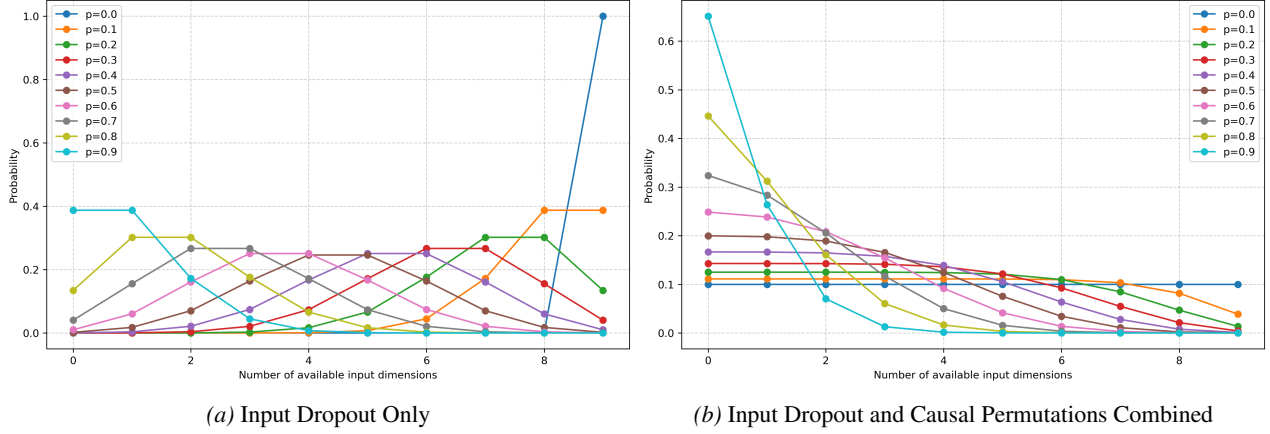 1.0
0.8
0.6
0.4
0.2
0.0
Probability
0
2
4
6
8
Number of available input dimensions
p=0.0
p=0.1
p=0.2
p=0.3
p=0.4
p=0.5
p=0.6
p=0.7
p=0.8
p=0.9
(a) Input Dropout Only
0.6
0.5
0.4
0.3
0.2
0.1
0.0
Probability
0
2
4
6
8
Number of available input dimensions
p=0.0
p=0.1
p=0.2
p=0.3
p=0.4
p=0.5
p=0.6
p=0.7
p=0.8
p=0.9
(b) Input Dropout and Causal Permutations Combined